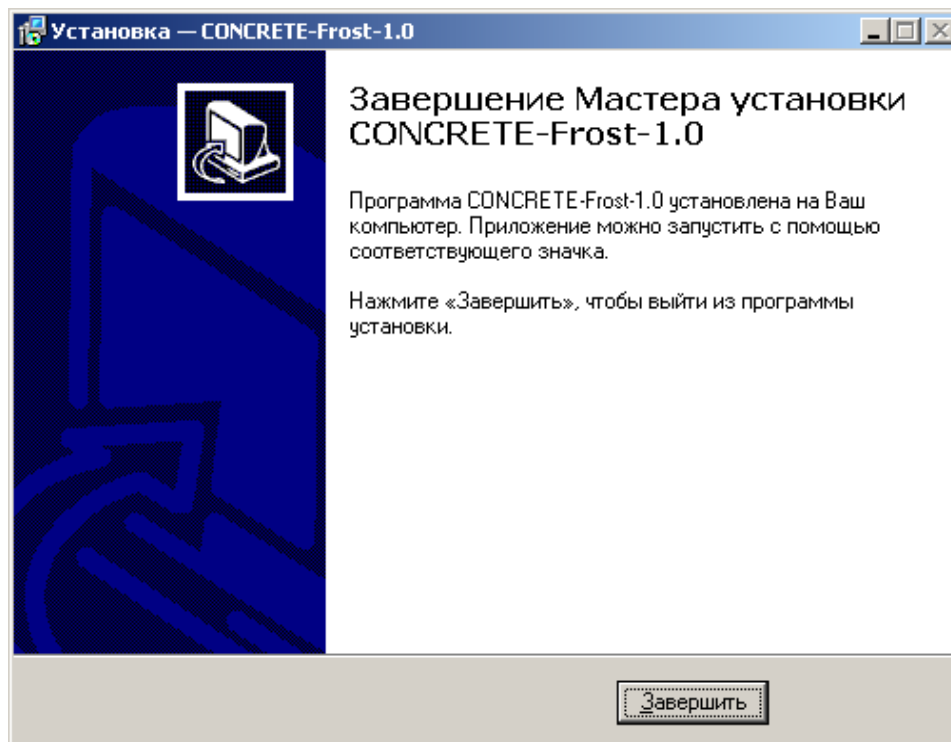 Установка — CONCRETE-Frost-1.0
Завершение Мастера установки
CONCRETE-Frost-1.0
Программа CONCRETE-Frost-1.0 установлена на Ваш
компьютер. Приложение можно запустить с помощью
соответствующего значка.
Нажмите «Завершить», чтобы выйти из программы
установки.
Завершить